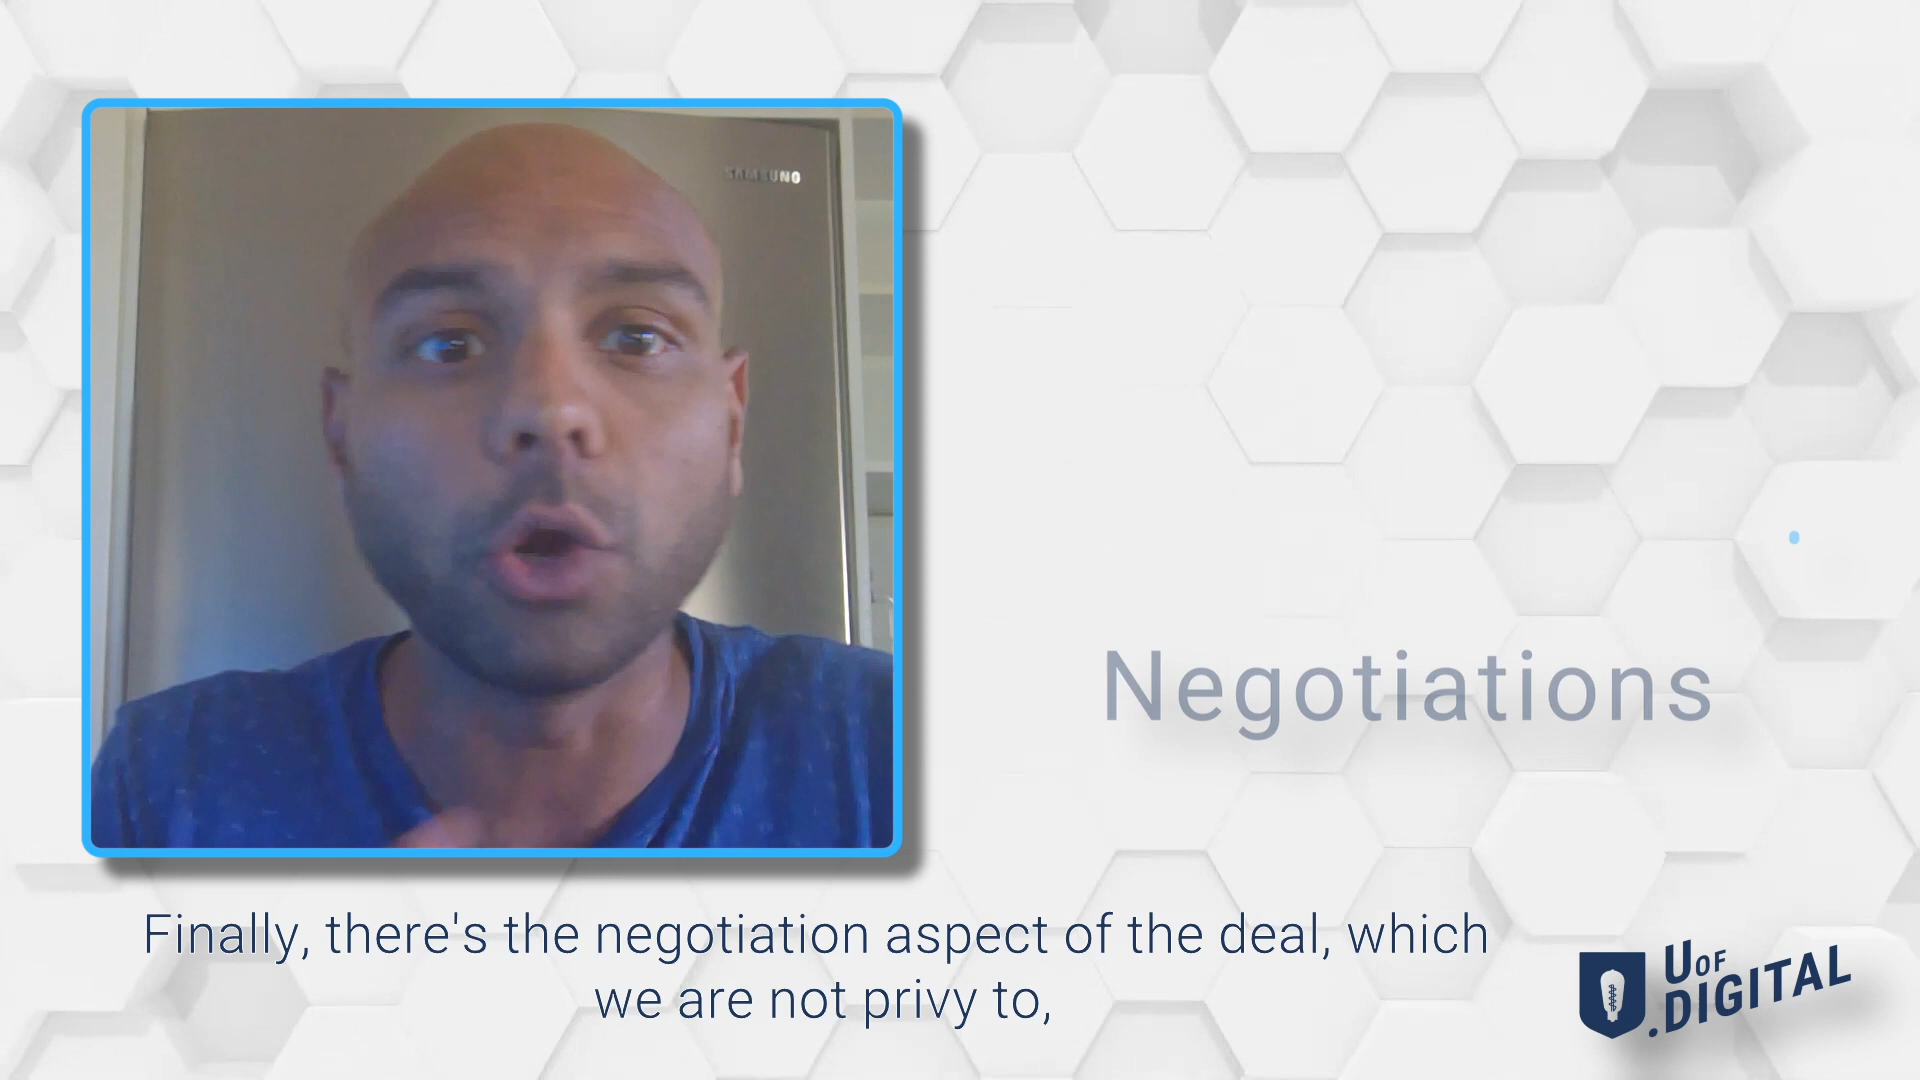 SAMSUNG
Negotiations
Finally, there's the negotiation aspect of the deal, which
we are not privy to,
U OF
.DIGITAL